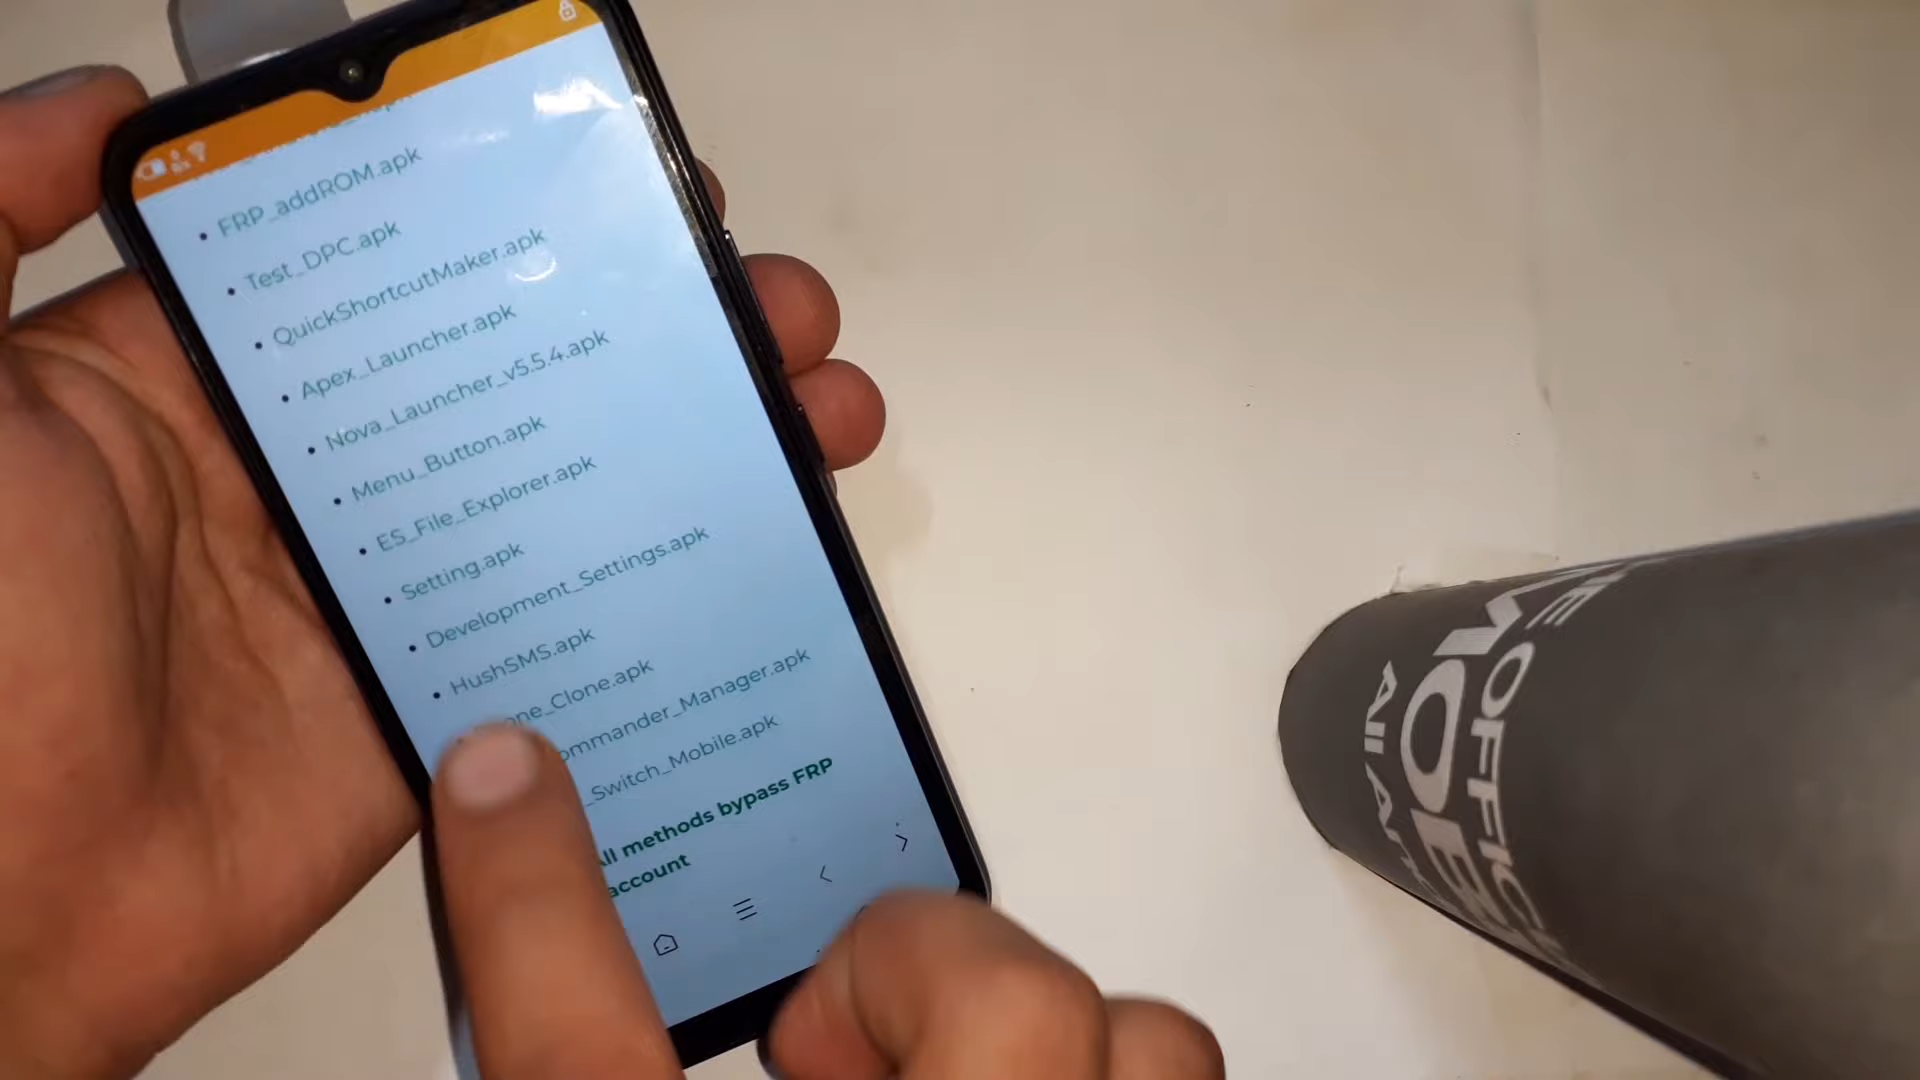 FRP_addROM.apk
Test_DPC.apk
QuickShortcutMaker.apk
Apex_Launcher.apk
Nova_Launcher_v5.5.4.apk
Menu_Button.apk
ES_File_Explorer.apk
Setting.apk
Development_Settings.apk
HushSMS.apk
one_Clone.apk
ommander_Manager.apk
_Switch_Mobile.apk
ll methods bypass FRP
account